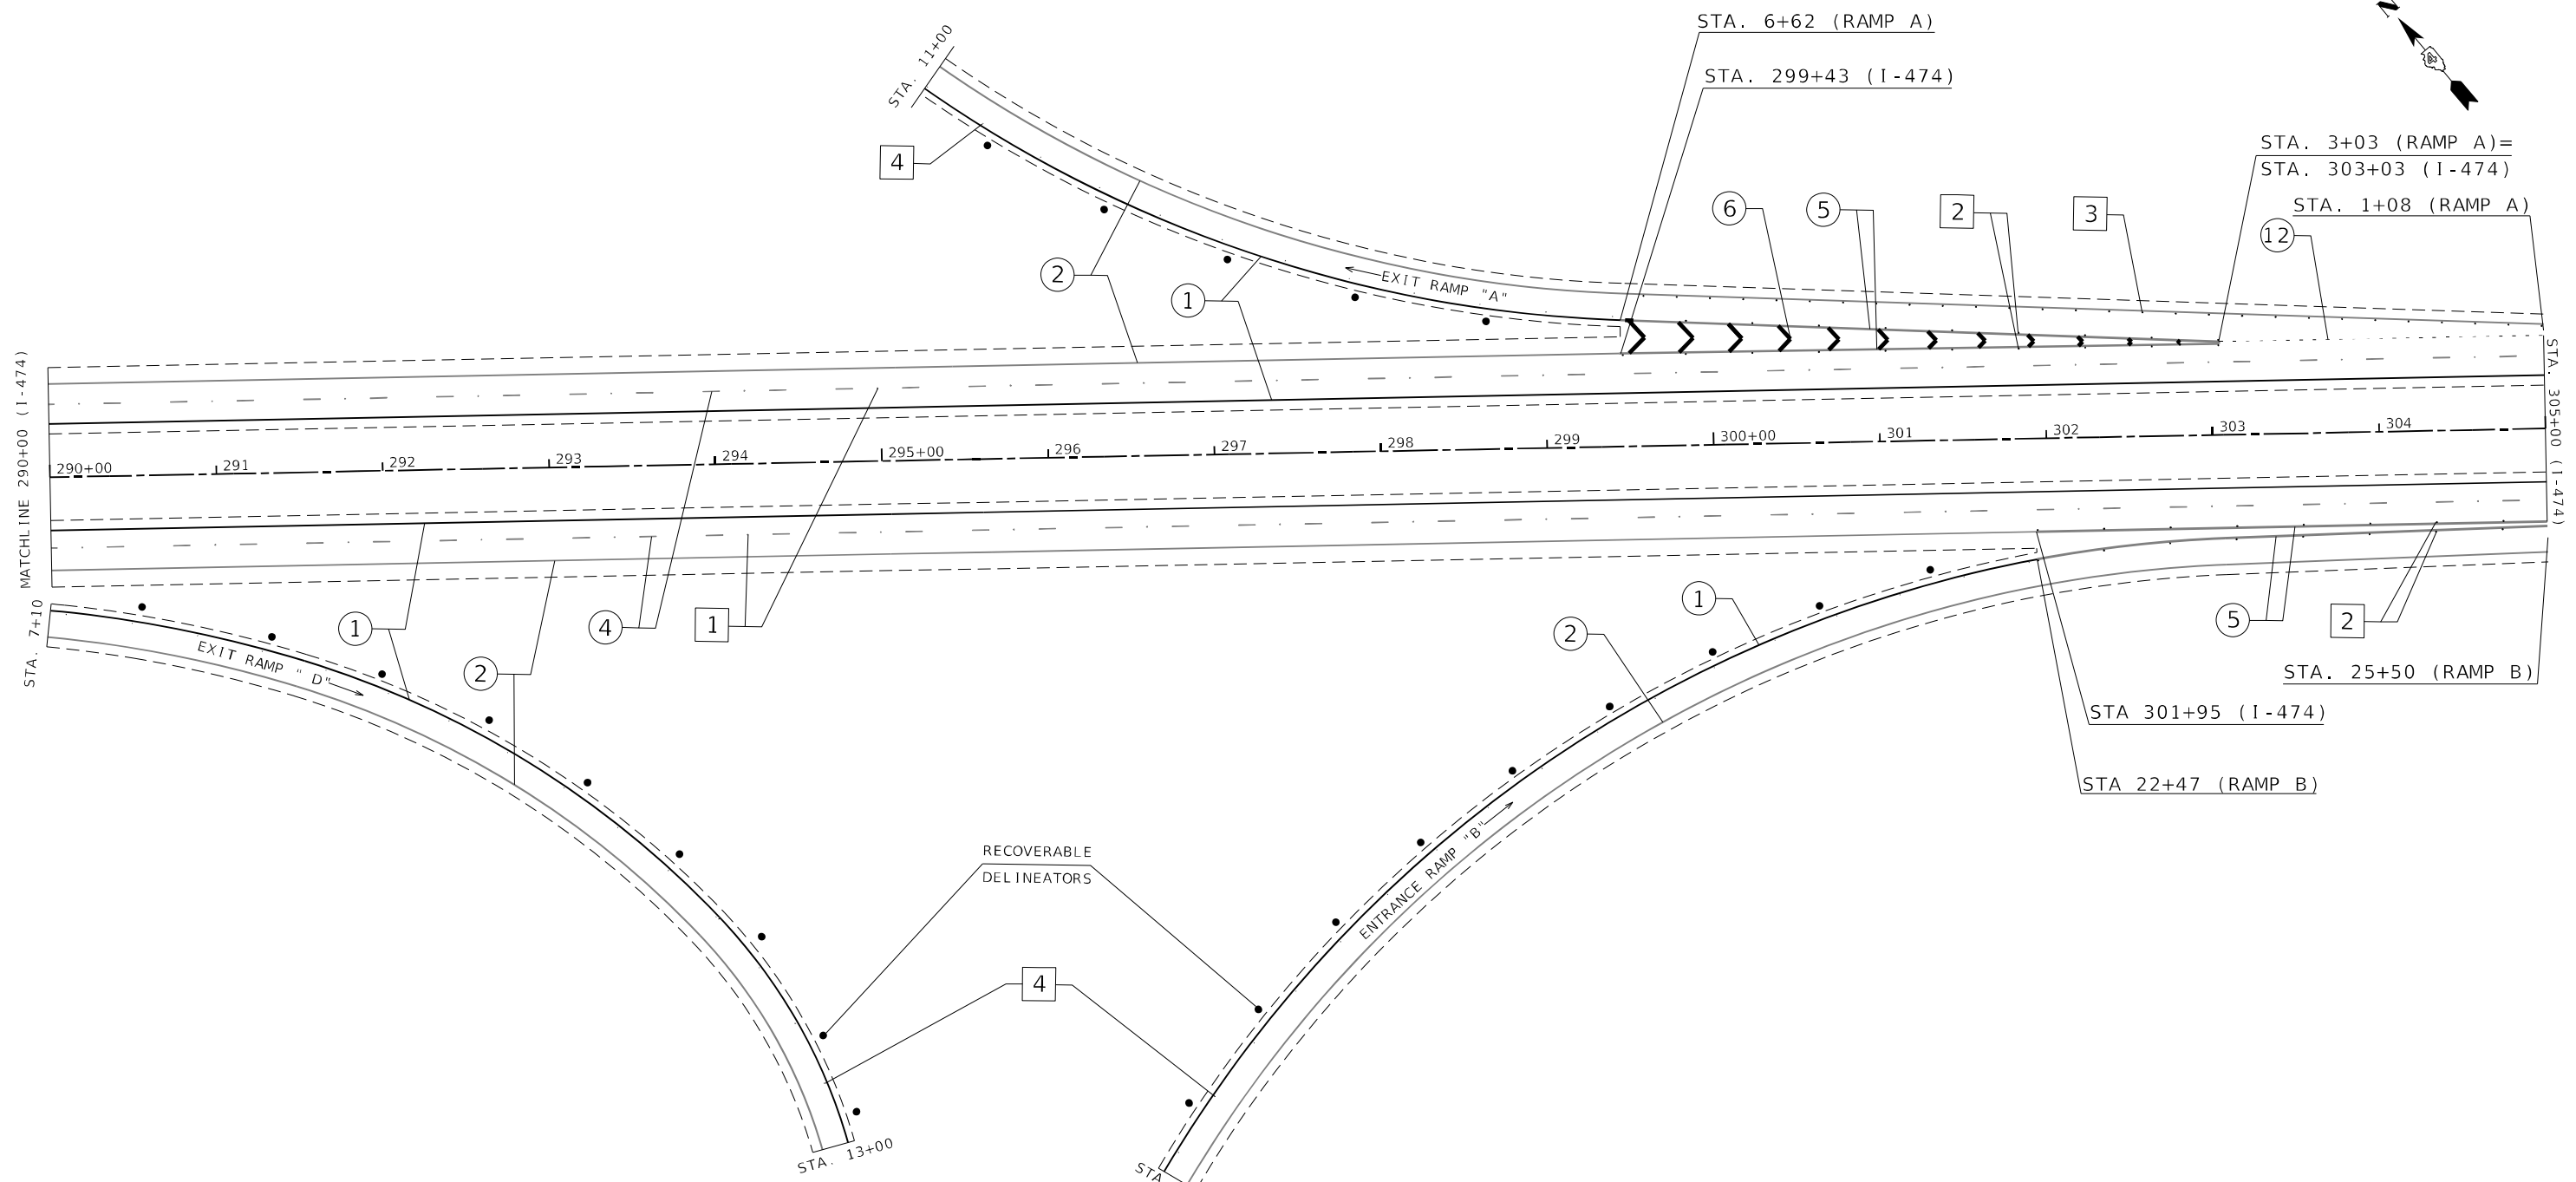 N
STA. 6+62 (RAMP A)
STA. 299+43 (I-474)
STA. 11+00
STA. 3+03 (RAMP A)=
STA. 303+03 (I-474)
STA. 1+08 (RAMP A)
4
6
5
2
3
12
2
1
EXIT RAMP "A"
MATCHLINE 290+00 (I-474)
STA. 305+00 (I-474)
290+00
291
292
293
294
295+00
296
297
298
299
300+00
301
302
303
304
STA. 7+10
EXIT RAMP " D"
1
2
4
1
2
1
5
2
STA. 25+50 (RAMP B)
STA 301+95 (I-474)
STA 22+47 (RAMP B)
RECOVERABLE
DELINEATORS
ENTRANCE RAMP "B"
4
STA. 13+00
STA